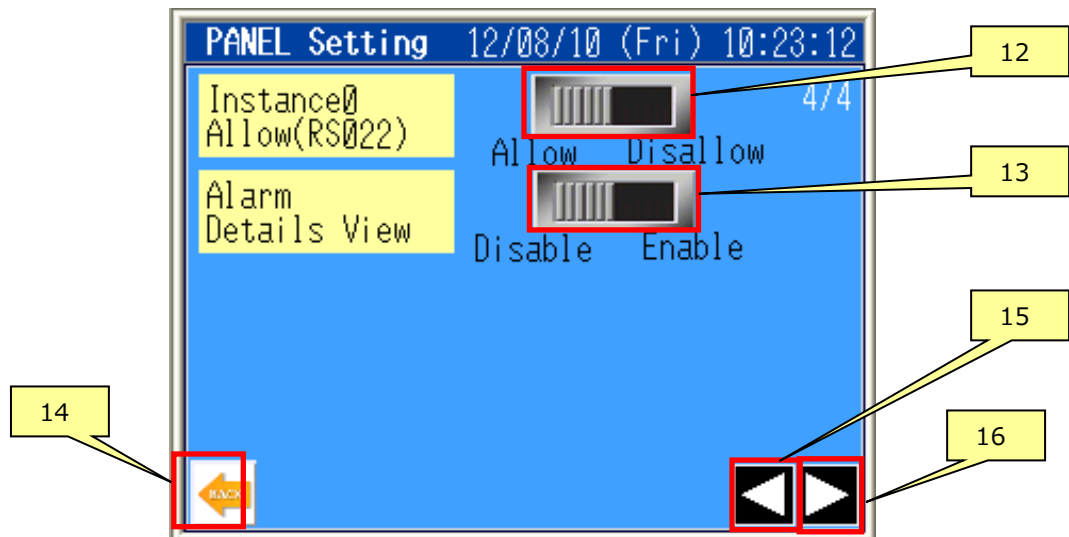 PANEL Setting 12/08/10 (Fri) 10:23:12
12
4/4
Instance0
Allow(RS022)
Allow Disallow
13
Alarm
Details View
Disable Enable
15
14
16
BACK